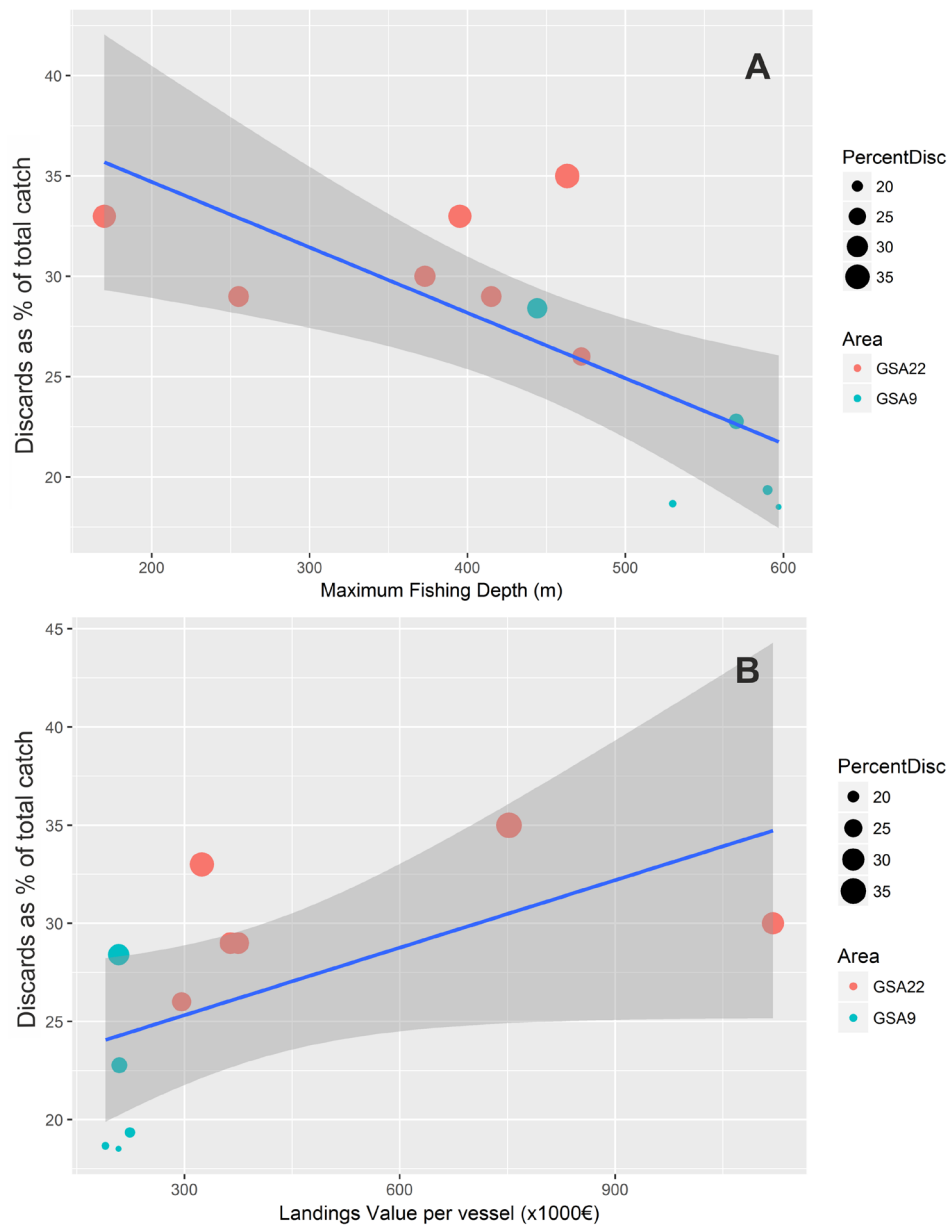 A
40
35
30
25
20
Discards as % of total catch
200 300 400 500 600
Maximum Fishing Depth (m)
PercentDisc
20
25
30
35
Area
GSA22
GSA9
B
45
40
35
30
25
20
Discards as % of total catch
300 600 900
Landings Value per vessel (x1000€)
PercentDisc
20
25
30
35
Area
GSA22
GSA9